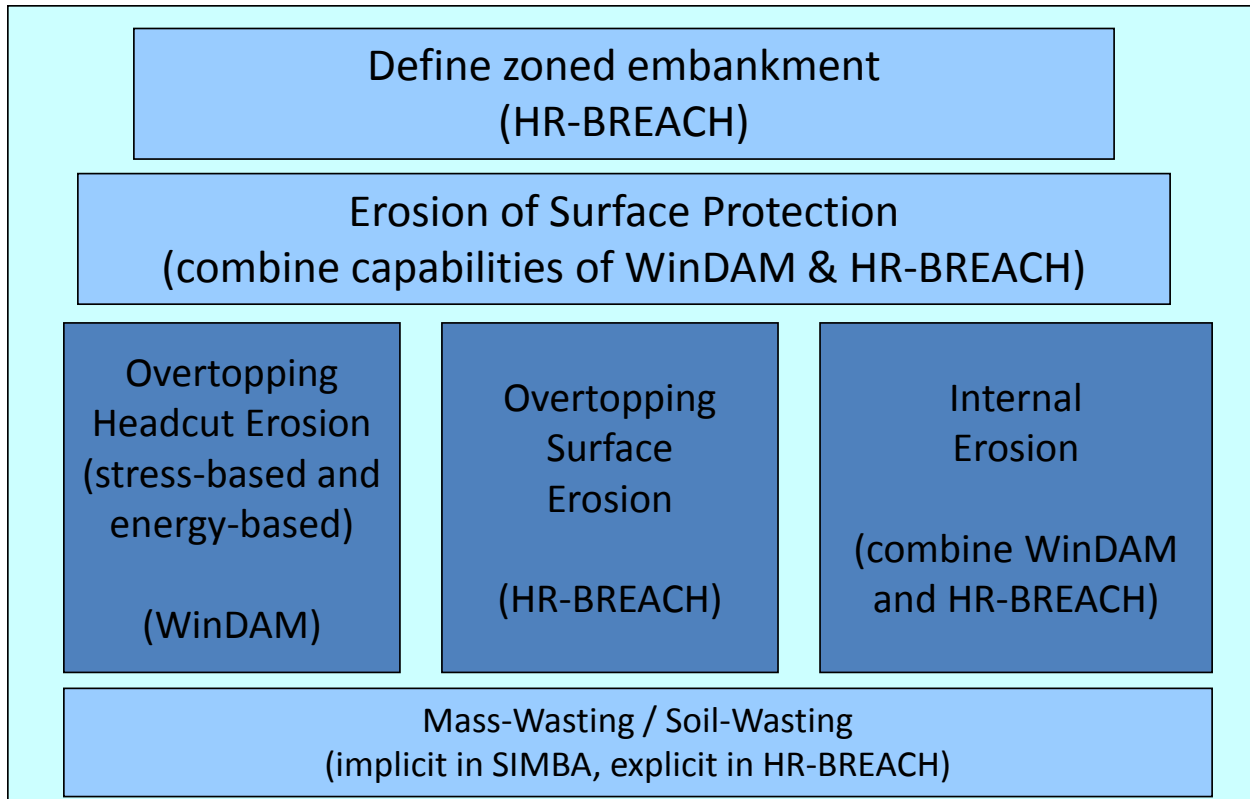 Define zoned embankment
(HR-BREACH)
Erosion of Surface Protection
(combine capabilities of WinDAM & HR-BREACH)
Overtopping
Headcut Erosion
(stress-based and
energy-based)
(WinDAM)
Overtopping
Surface
Erosion
(HR-BREACH)
Internal
Erosion
(combine WinDAM
and HR-BREACH)
Mass-Wasting / Soil-Wasting
(implicit in SIMBA, explicit in HR-BREACH)